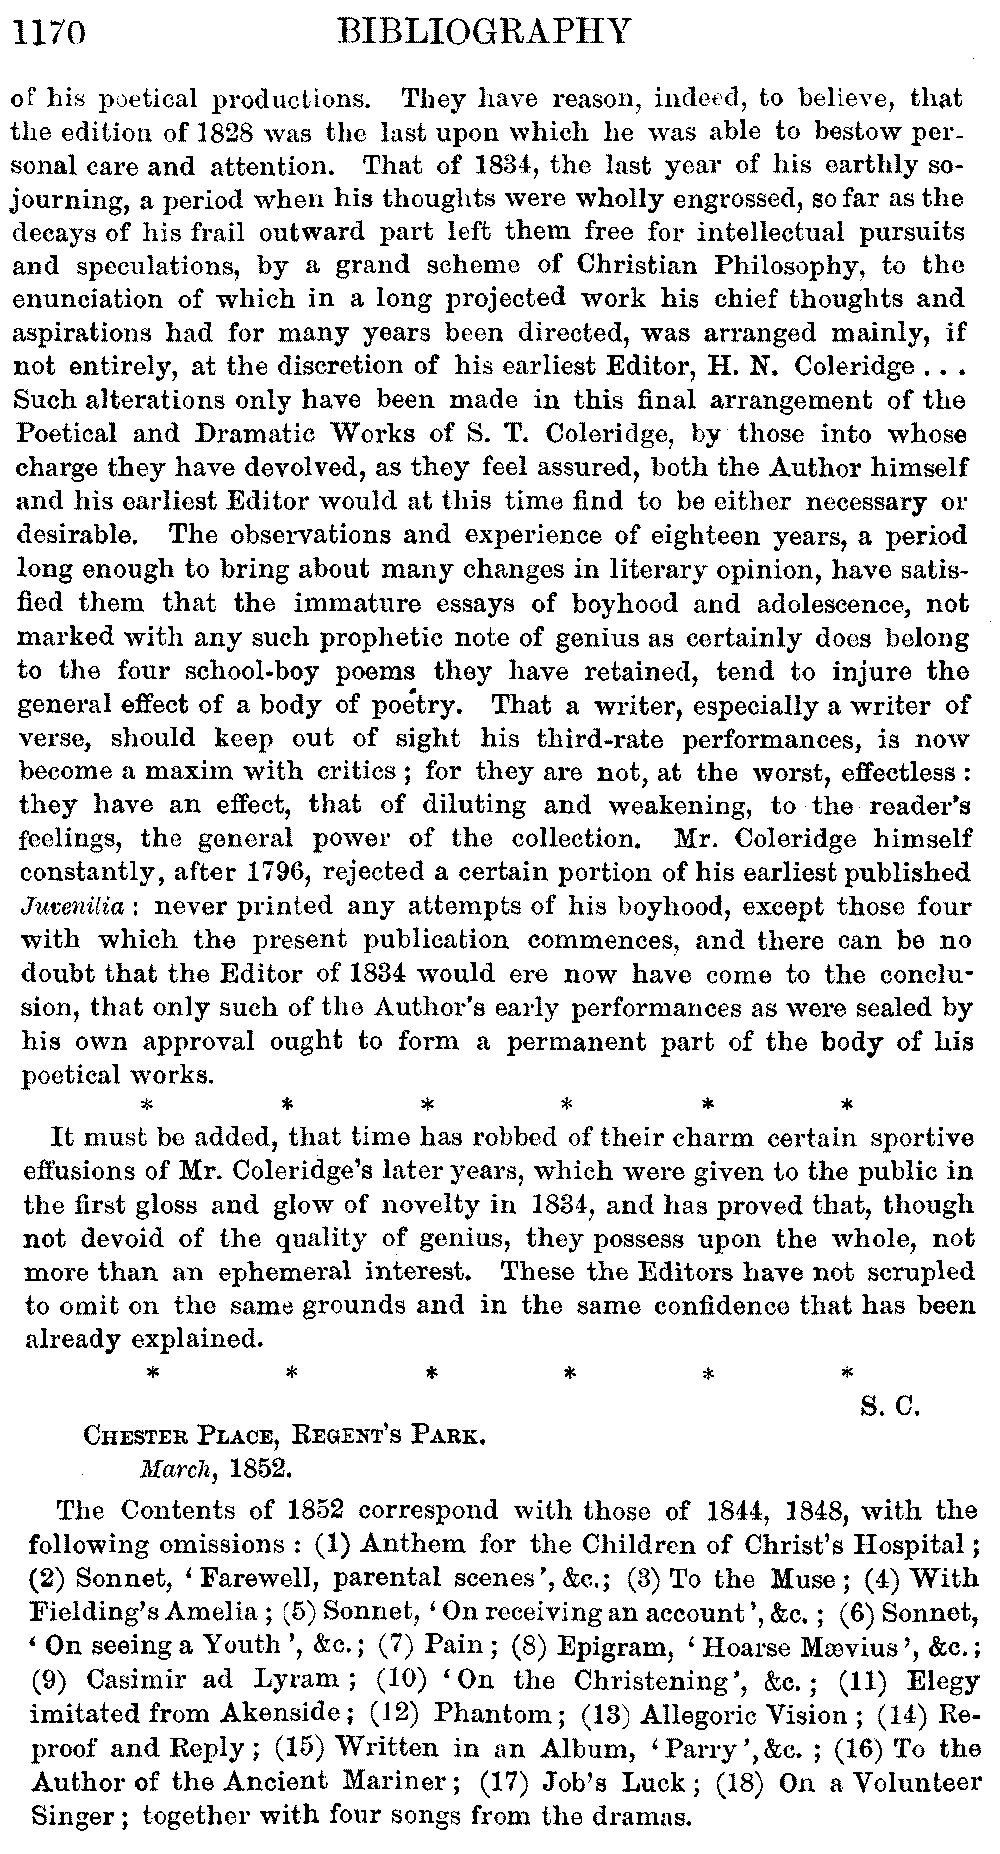 1170 BIBLIOGRAPHY
of his poetical productions. They have reason, indeed, to believe, that
the edition of 1828 was the last upon which he was able to bestow per-
sonal care and attention. That of 1834, the last year of his earthly so-
journing, a period when his thoughts were wholly engrossed, so far as the
decays of his frail outward part left them free for intellectual pursuits
and speculations, by a grand scheme of Christian Philosophy, to the
enunciation of which in a long projected work his chief thoughts and
aspirations had for many years been directed, was arranged mainly, if
not entirely, at the discretion of his earliest Editor, H. N. Coleridge . . .
Such alterations only have been made in this final arrangement of the
Poetical and Dramatic Works of S. T. Coleridge, by those into whose
charge they have devolved, as they feel assured, both the Author himself
and his earliest Editor would at this time find to be either necessary or
desirable. The observations and experience of eighteen years, a period
long enough to bring about many changes in literary opinion, have satis-
fied them that the immature essays of boyhood and adolescence, not
marked with any such prophetic note of genius as certainly does belong
to the four school-boy poems they have retained, tend to injure the
general effect of a body of poetry. That a writer, especially a writer of
verse, should keep out of sight his third-rate performances, is now
become a maxim with critics ; for they are not, at the worst, effectless :
they have an effect, that of diluting and weakening, to the reader's
feelings, the general power of the collection. Mr. Coleridge himself
constantly, after 1796, rejected a certain portion of his earliest published
Juvenilia : never printed any attempts of his boyhood, except those four
with which the present publication commences, and there can be no
doubt that the Editor of 1834 would ere now have come to the conclu-
sion, that only such of the Author's early performances as were sealed by
his own approval ought to form a permanent part of the body of his
poetical works.
* * * * * *
It must be added, that time has robbed of their charm certain sportive
effusions of Mr. Coleridge's later years, which were given to the public in
the first gloss and glow of novelty in 1834, and has proved that, though
not devoid of the quality of genius, they possess upon the whole, not
more than an ephemeral interest. These the Editors have not scrupled
to omit on the same grounds and in the same confidence that has been
already explained.
* * * * * *
S. C.
CHESTER PLACE, REGENT'S PARK.
March, 1852.
The Contents of 1852 correspond with those of 1844, 1848, with the
following omissions : (1) Anthem for the Children of Christ's Hospital ;
(2) Sonnet, ‘ Farewell, parental scenes ’, &c.; (3) To the Muse ; (4) With
Fielding's Amelia ; (5) Sonnet, ‘ On receiving an account ’, &c. ; (6) Sonnet,
‘ On seeing a Youth ’, &c. ; (7) Pain ; (8) Epigram, ‘ Hoarse Mævius ’, &c. ;
(9) Casimir ad Lyram ; (10) ‘ On the Christening ’, &c. ; (11) Elegy
imitated from Akenside ; (12) Phantom ; (13) Allegoric Vision ; (14) Re-
proof and Reply ; (15) Written in an Album, ‘ Parry ’, &c. ; (16) To the
Author of the Ancient Mariner ; (17) Job's Luck ; (18) On a Volunteer
Singer ; together with four songs from the dramas.